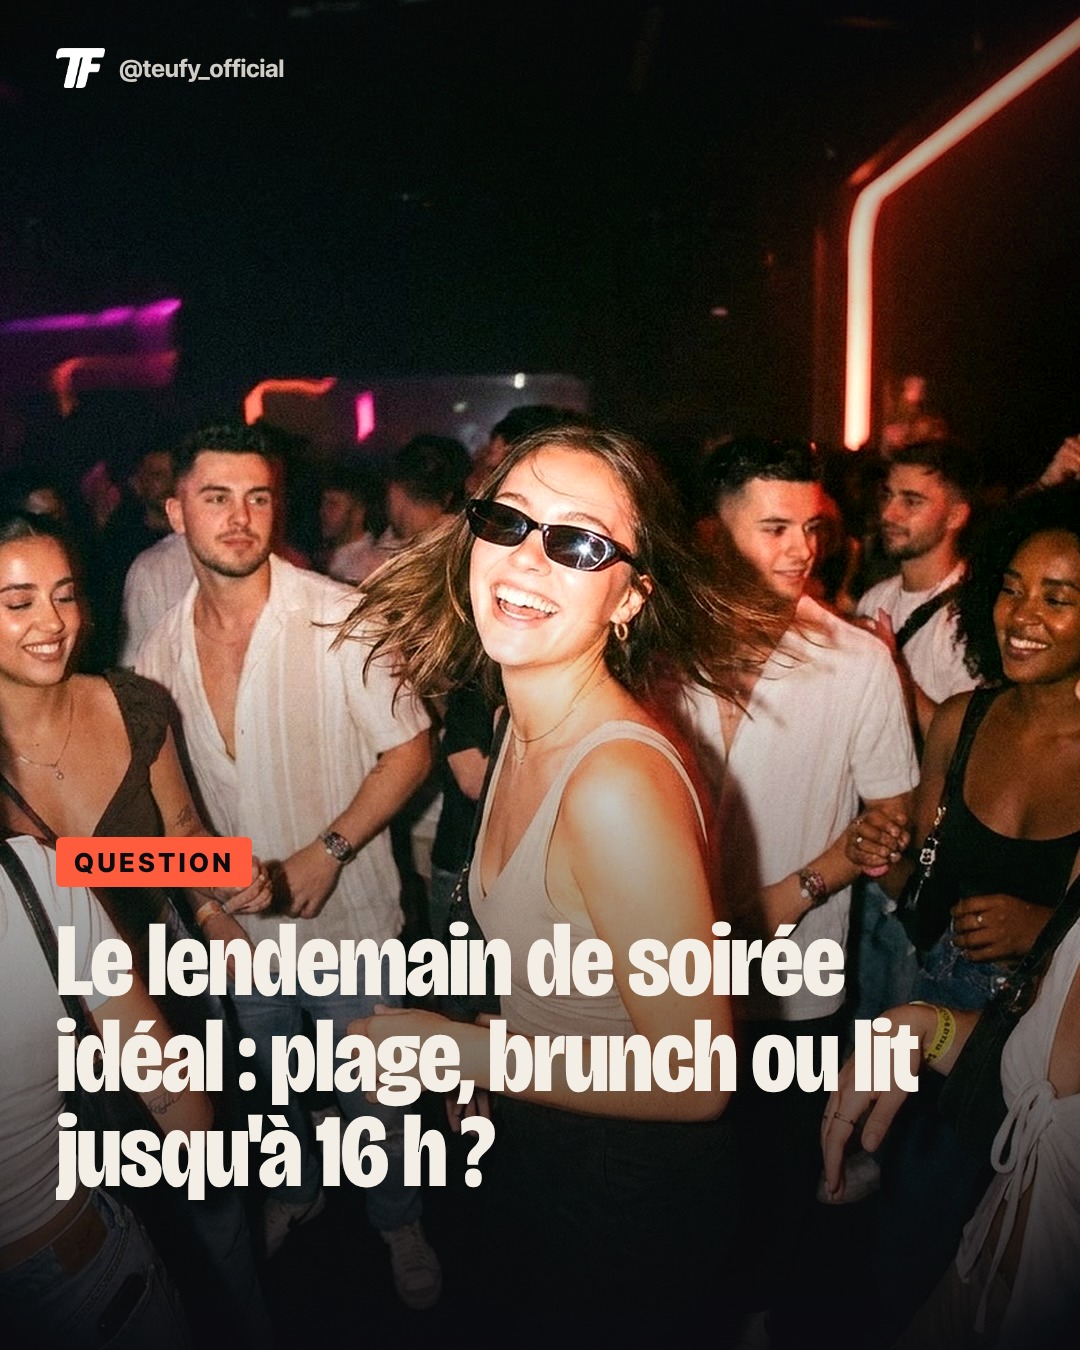 TF @teufy_official
QUESTION
Le lendemain de soirée
idéal : plage, brunch ou lit
jusqu'à 16 h ?